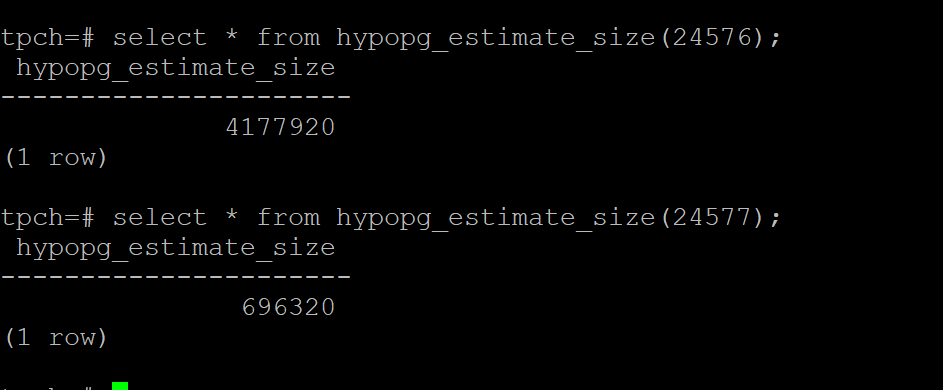 tpch=# select * from hypopg_estimate_size(24576);
 hypopg_estimate_size
----------------------
              4177920
(1 row)

tpch=# select * from hypopg_estimate_size(24577);
 hypopg_estimate_size
----------------------
               696320
(1 row)